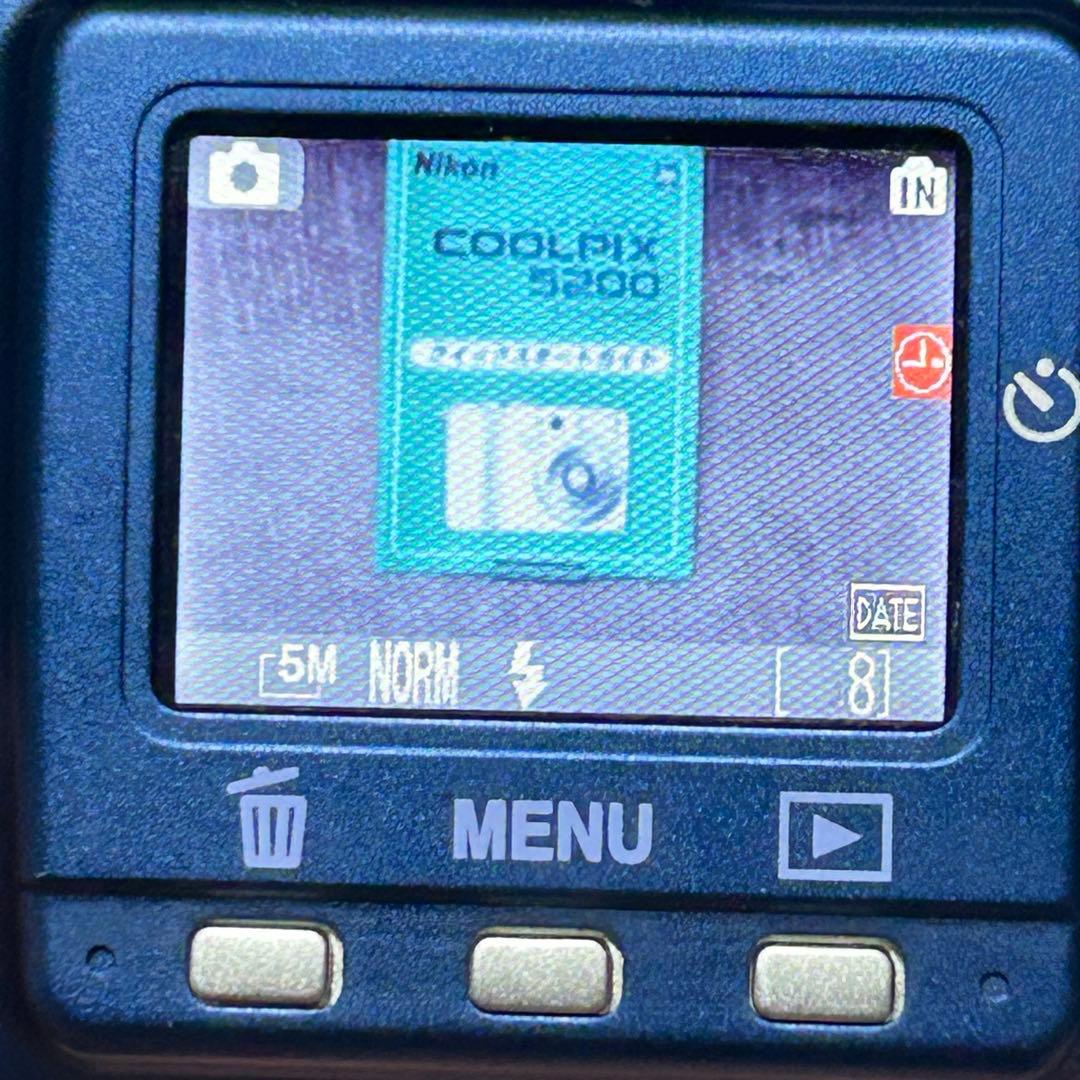 IN
Nikon
COOLPIX
5200
DATE
5M NORM [ 8]
MENU